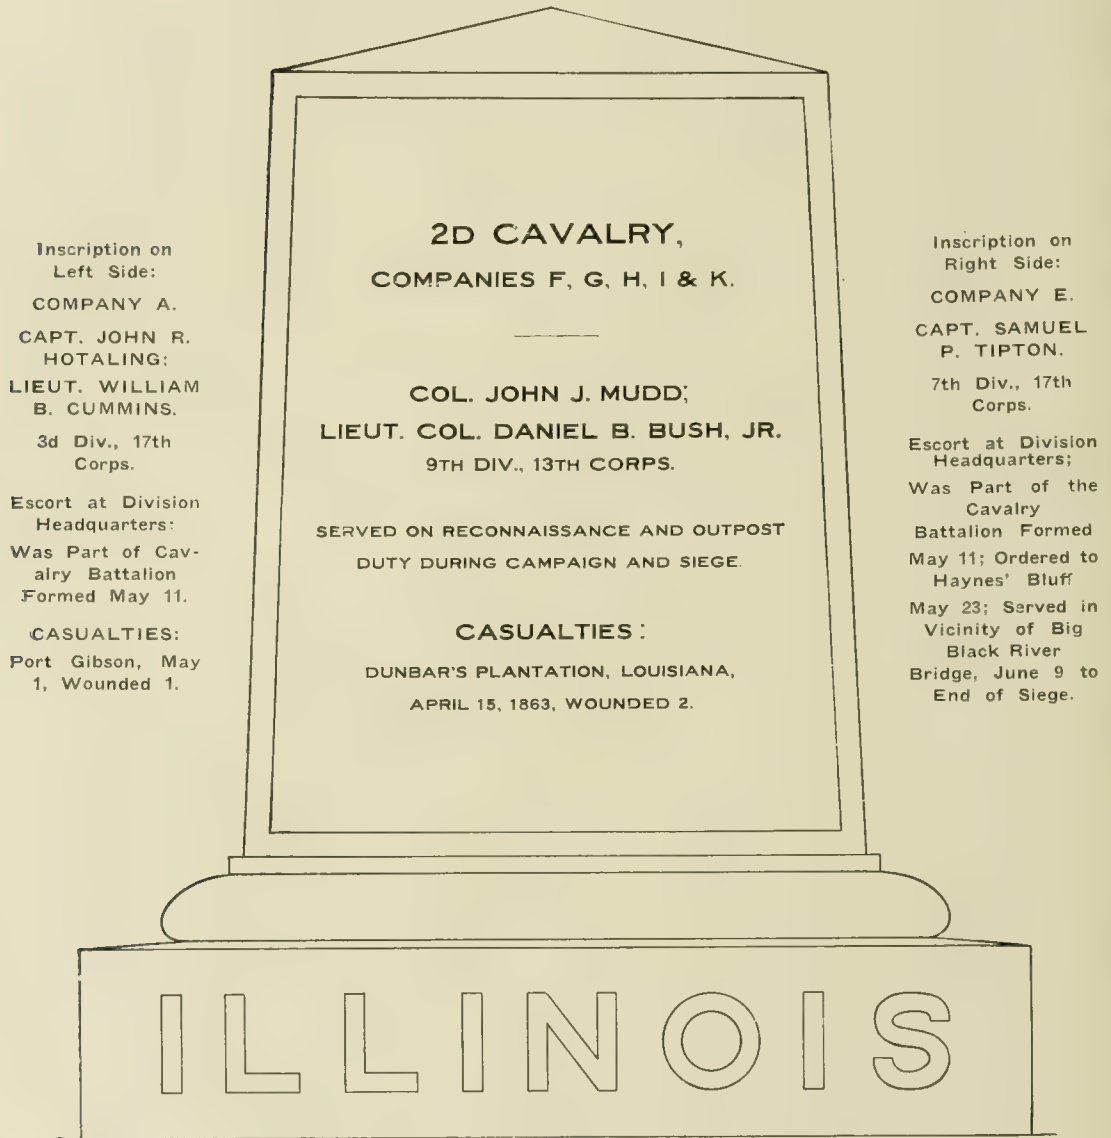 Inscription on
Left Side:
COMPANY A.
CAPT. JOHN R.
HOTALING;
LIEUT. WILLIAM
B. CUMMINS.
3d Div., 17th
Corps.
Escort at Division
Headquarters:
Was Part of Cav-
alry Battalion
Formed May 11.
CASUALTIES:
Port Gibson, May
1, Wounded 1.
2D CAVALRY,
COMPANIES F, G, H, I & K.
COL. JOHN J. MUDD;
LIEUT. COL. DANIEL B. BUSH, JR.
9TH DIV., 13TH CORPS.
SERVED ON RECONNAISSANCE AND OUTPOST
DUTY DURING CAMPAIGN AND SIEGE.
CASUALTIES:
DUNBAR'S PLANTATION, LOUISIANA,
APRIL 15, 1863, WOUNDED 2.
Inscription on
Right Side:
COMPANY E.
CAPT. SAMUEL
P. TIPTON.
7th Div., 17th
Corps.
Escort at Division
Headquarters;
Was Part of the
Cavalry
Battalion Formed
May 11; Ordered to
Haynes' Bluff
May 23; Served in
Vicinity of Big
Black River
Bridge, June 9 to
End of Siege.
ILLINOIS